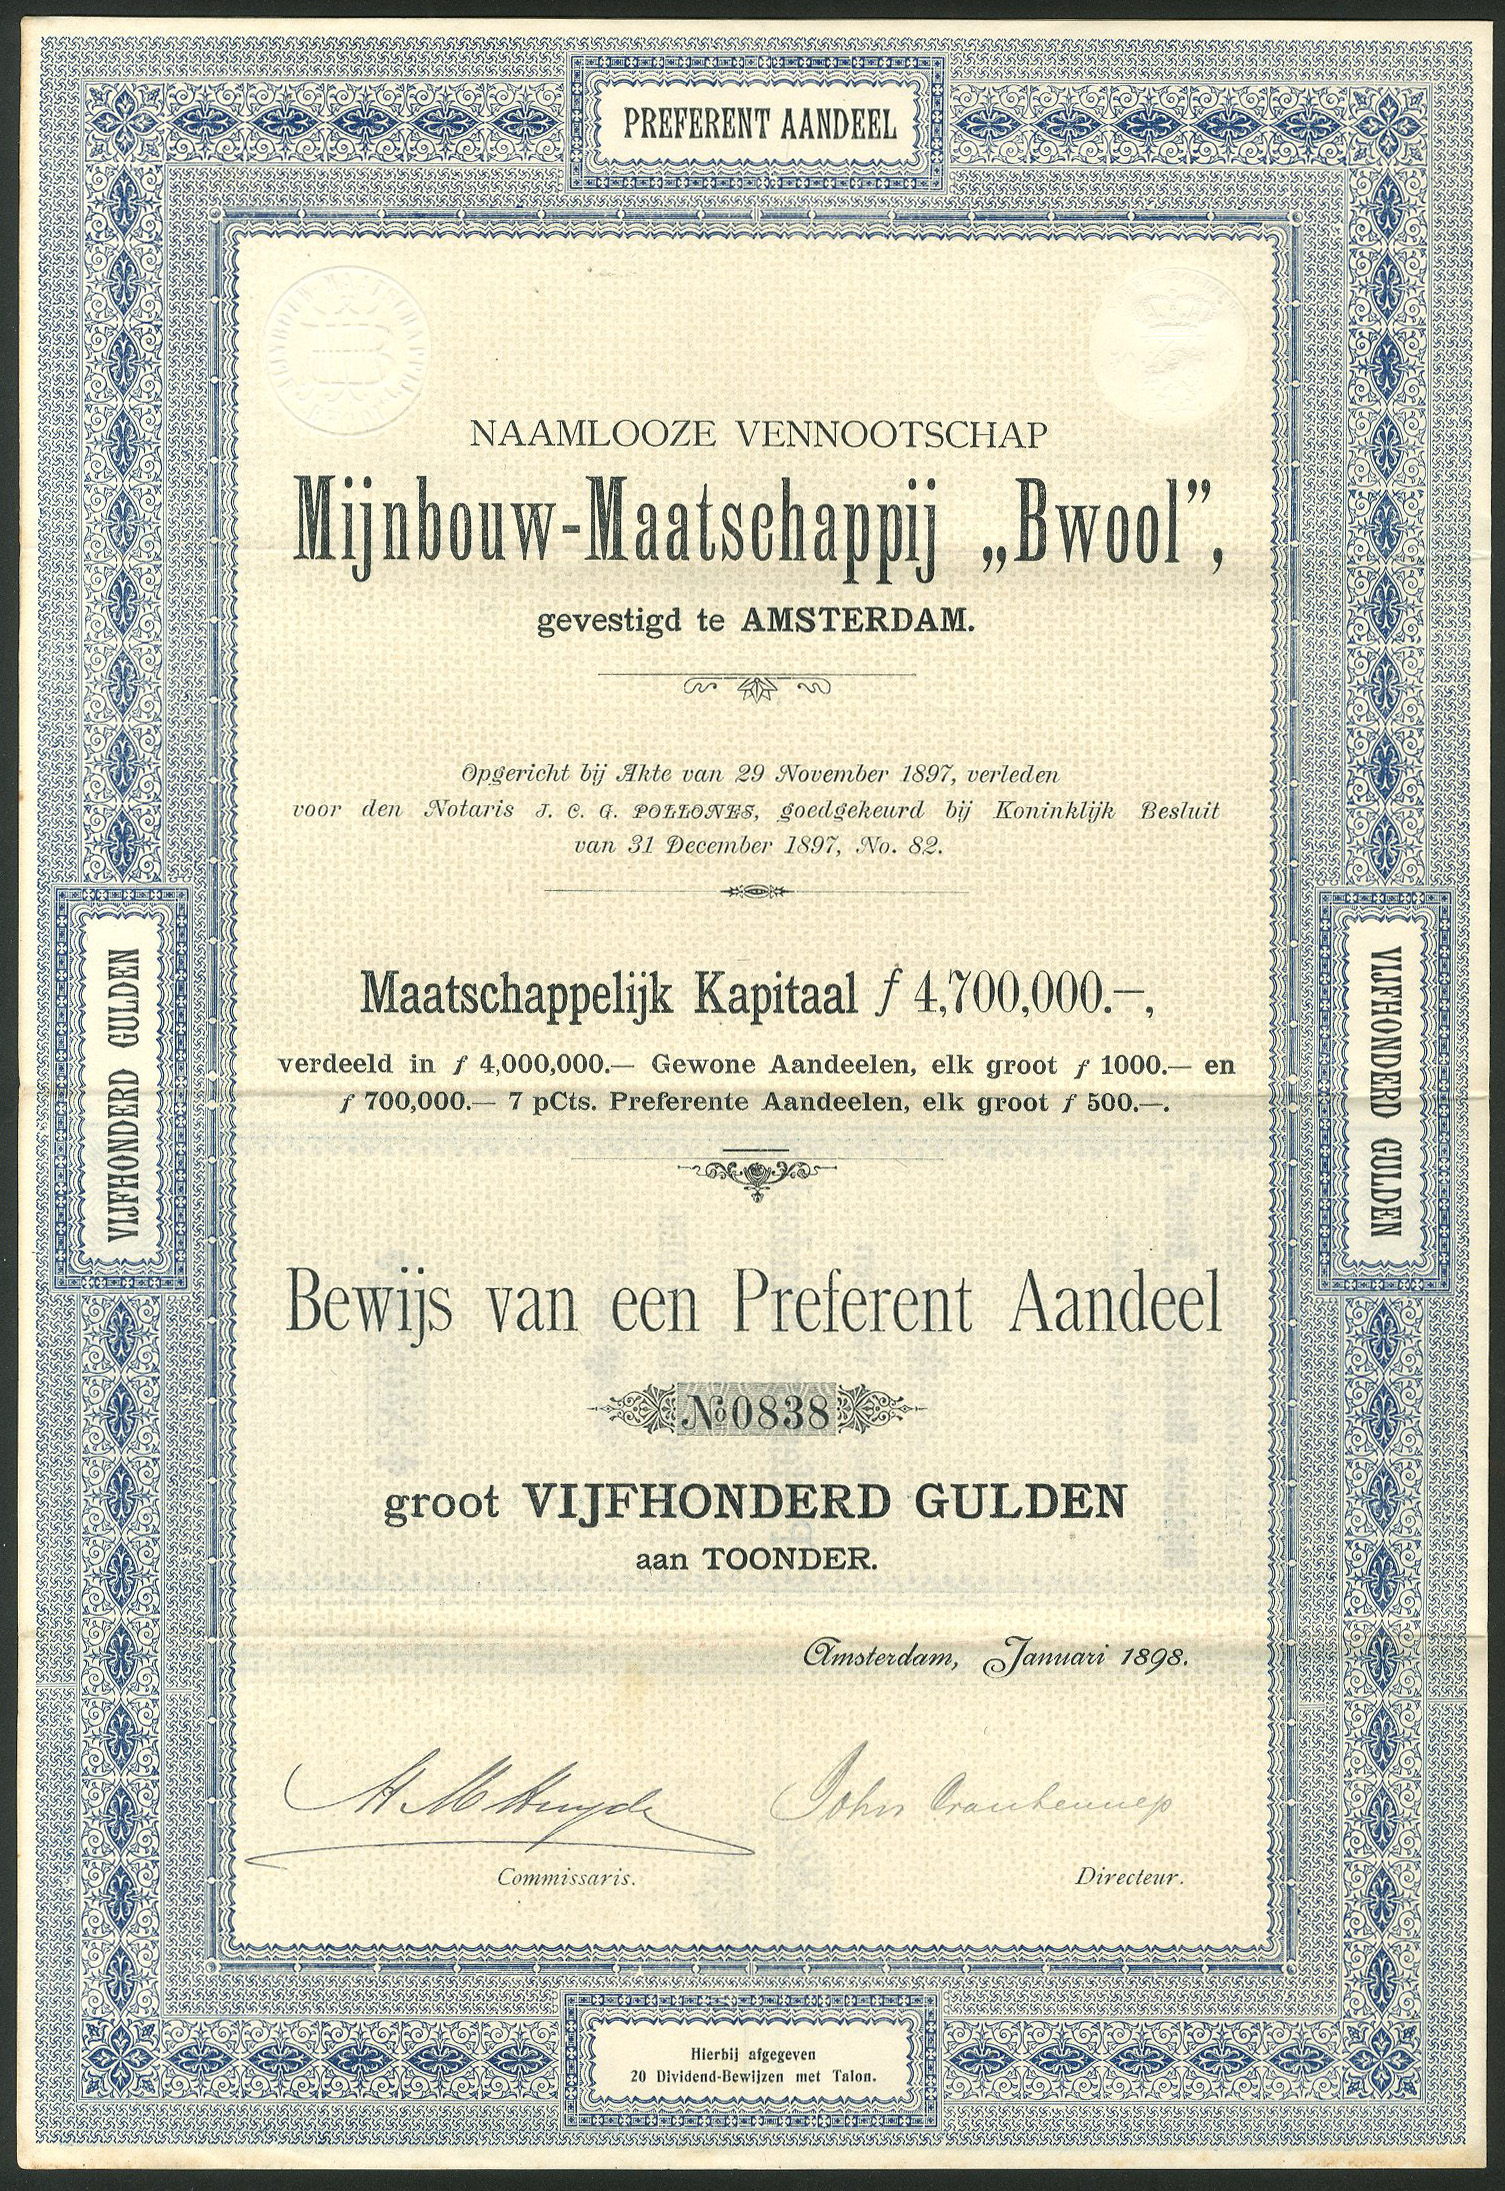 PREFERENT AANDEEL
NAAMLOOZE VENNOOTSCHAP
Mijnbouw-Maatschappij „Bwool”,
gevestigd te AMSTERDAM.
Opgericht bij Akte van 29 November 1897, verleden
voor den Notaris J. C. G. POLLONES, goedgekeurd bij Koninklijk Besluit
van 31 December 1897, No. 82.
VIJFHONDERD GULDEN
VIJFHONDERD GULDEN
Maatschappelijk Kapitaal ƒ 4,700,000.—,
verdeeld in ƒ 4,000,000.— Gewone Aandeelen, elk groot ƒ 1000.— en
ƒ 700,000.— 7 pCts. Preferente Aandeelen, elk groot ƒ 500.—.
Bewijs van een Preferent Aandeel
No 0838
groot VIJFHONDERD GULDEN
aan TOONDER.
Amsterdam, Januari 1898.
John
Commissaris.
Directeur.
Hierbij afgegeven
20 Dividend-Bewijzen met Talon.